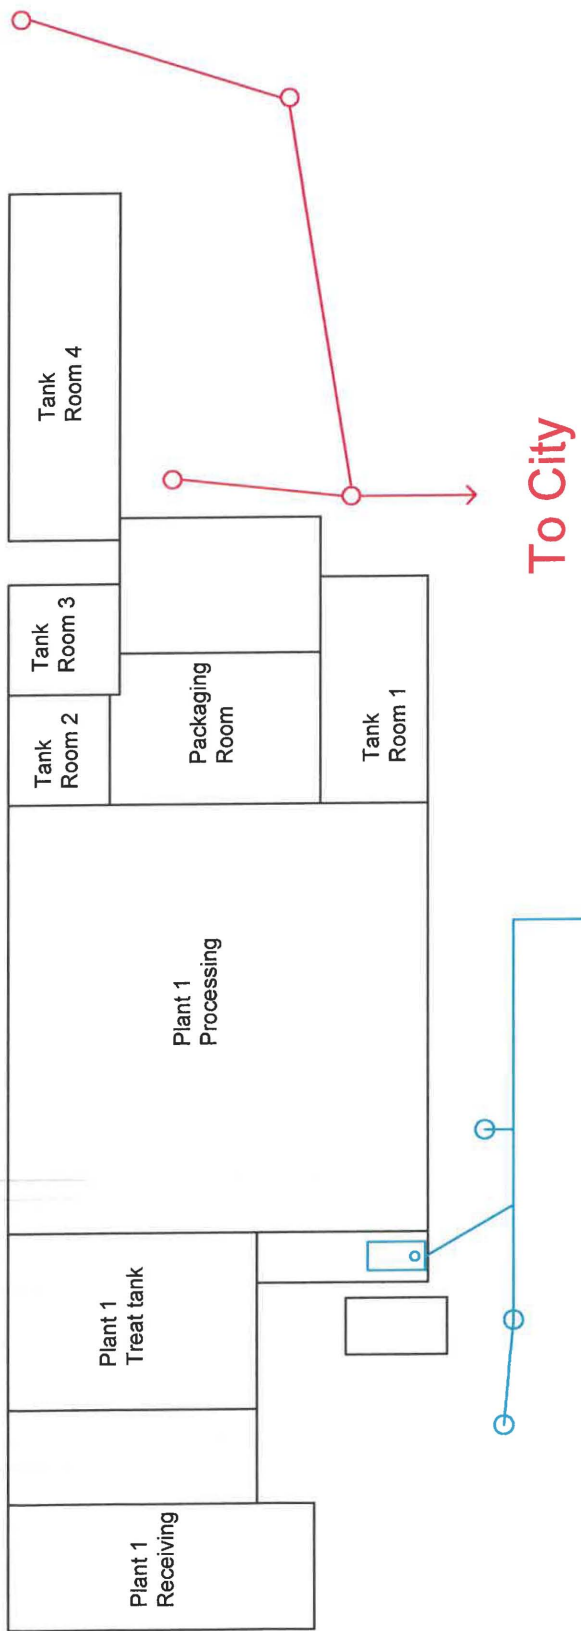 Tank
Room 4
Tank
Room 3
Tank
Room 2
Packaging
Room
Tank
Room 1
To City
Plant 1
Processing
Plant 1
Treat tank
Plant 1
Receiving